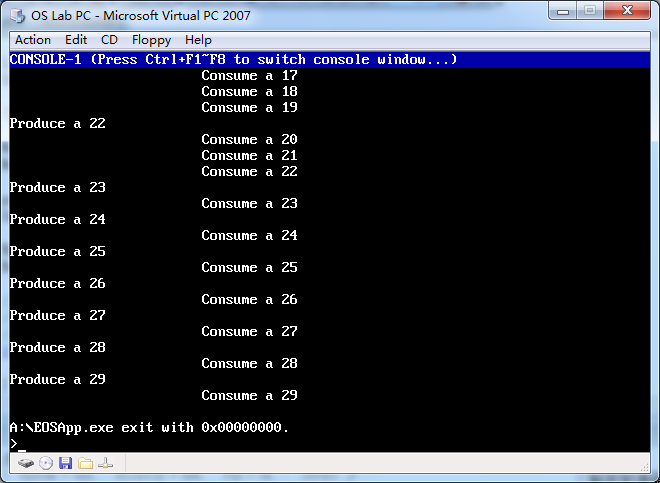 OS Lab PC - Microsoft Virtual PC 2007
Action Edit CD Floppy Help
CONSOLE-1 (Press Ctrl+F1~F8 to switch console window...)
Consume a 17
Consume a 18
Consume a 19
Produce a 22
Consume a 20
Consume a 21
Consume a 22
Produce a 23
Consume a 23
Produce a 24
Consume a 24
Produce a 25
Consume a 25
Produce a 26
Consume a 26
Produce a 27
Consume a 27
Produce a 28
Consume a 28
Produce a 29
Consume a 29
A:\EOSApp.exe exit with 0x00000000.
>_